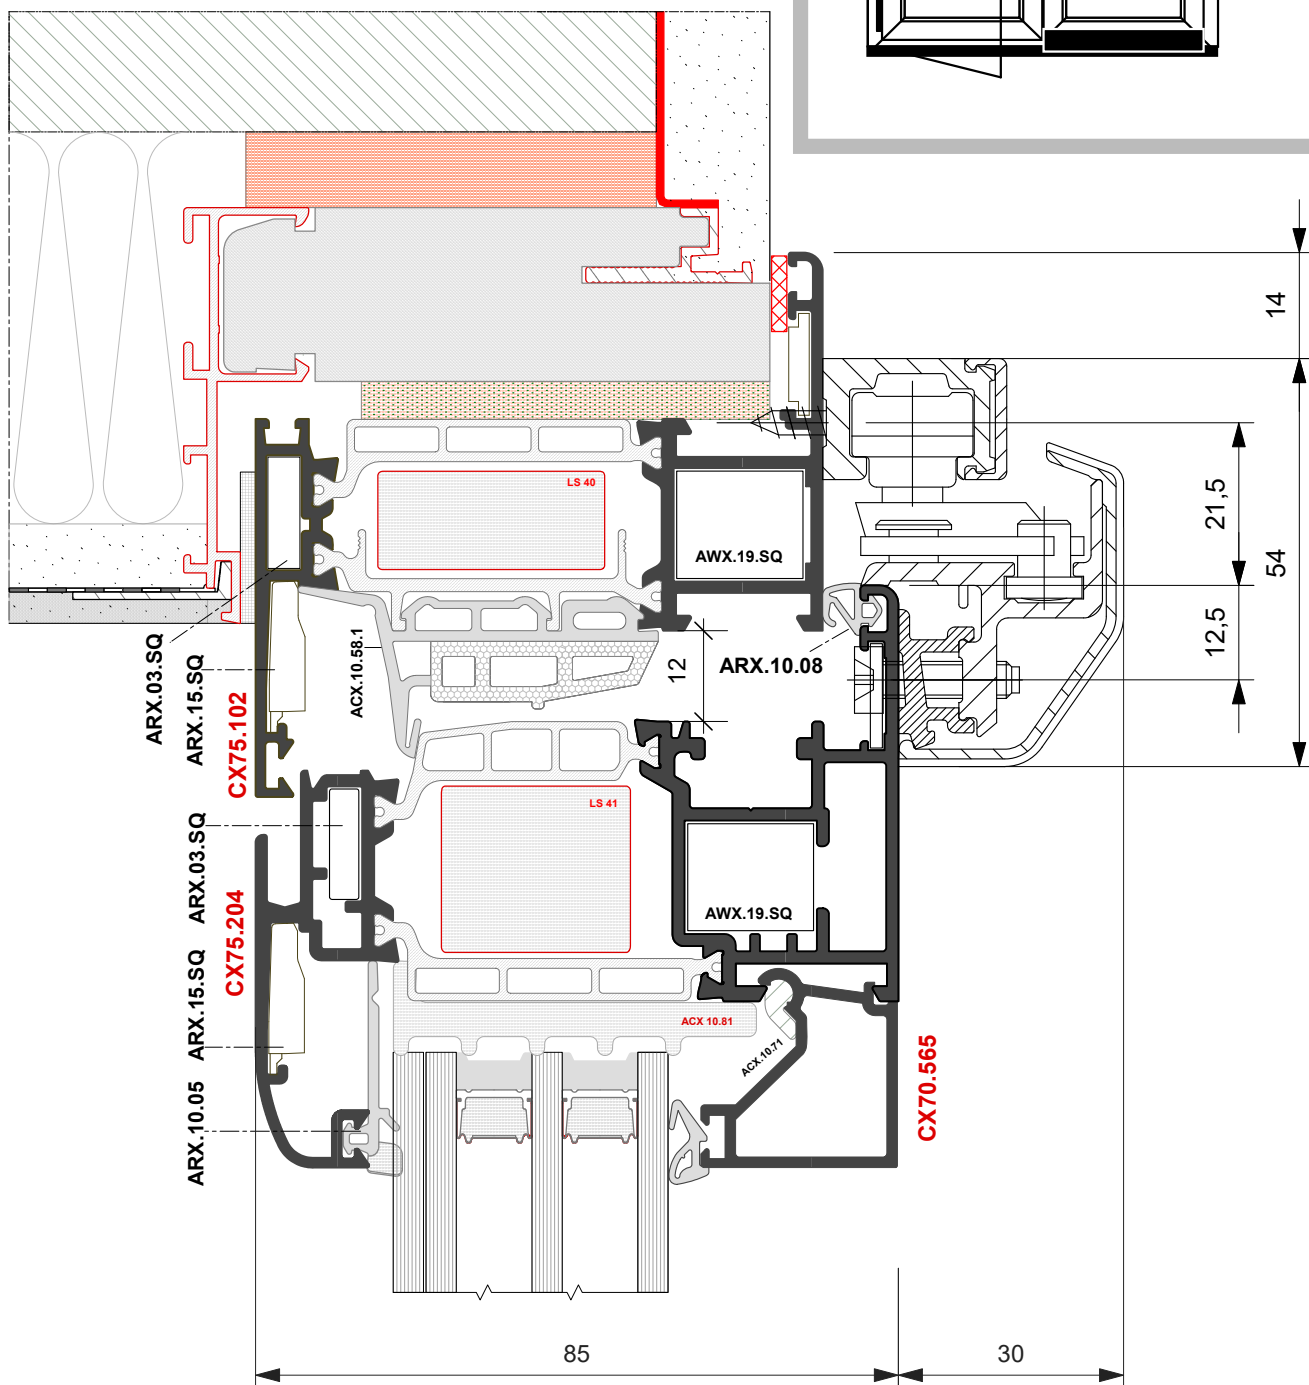 14
21,5
54
12,5
LS 40
AWX.19.SQ
ARX.03.SQ
ARX.15.SQ
CX75.102
ACX.10.58.1
12
ARX.10.08
LS 41
AWX.19.SQ
ARX.03.SQ
CX75.204
ARX.15.SQ
ARX.10.05
ACX 10.81
ACX.10.71
CX70.565
85
30